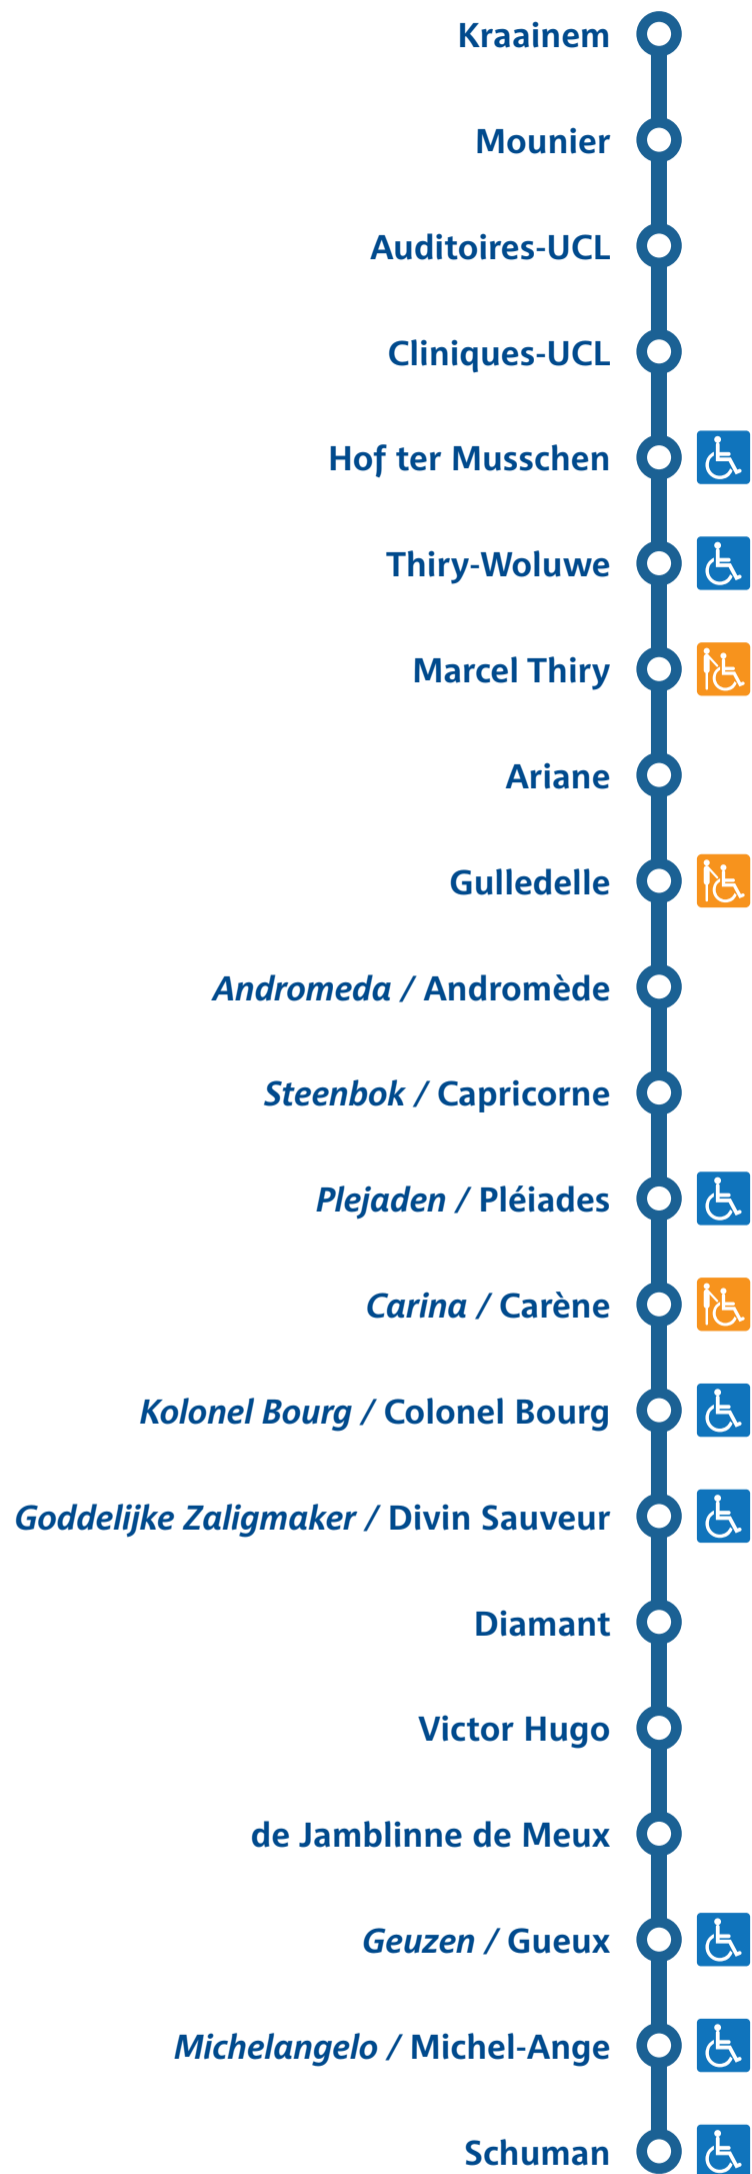 Kraainem
Mounier
Auditoires-UCL
Cliniques-UCL
Hof ter Musschen
Thiry-Woluwe
Marcel Thiry
Ariane
Gulledelle
Andromeda / Andromède
Steenbok / Capricorne
Plejaden / Pléiades
Carina / Carène
Kolonel Bourg / Colonel Bourg
Goddelijke Zaligmaker / Divin Sauveur
Diamant
Victor Hugo
de Jamblinne de Meux
Geuzen / Gueux
Michelangelo / Michel-Ange
Schuman